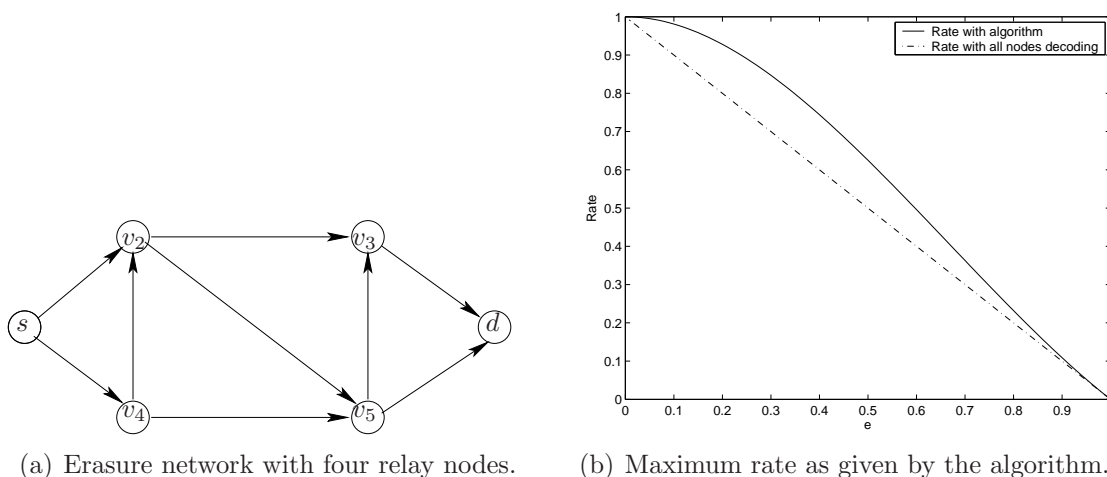 v2
v3
s
d
v4
v5
(a) Erasure network with four relay nodes.
Rate with algorithm
Rate with all nodes decoding
1
0.9
0.8
0.7
0.6
0.5
0.4
0.3
0.2
0.1
0
Rate
0 0.1 0.2 0.3 0.4 0.5 0.6 0.7 0.8 0.9
e
(b) Maximum rate as given by the algorithm.